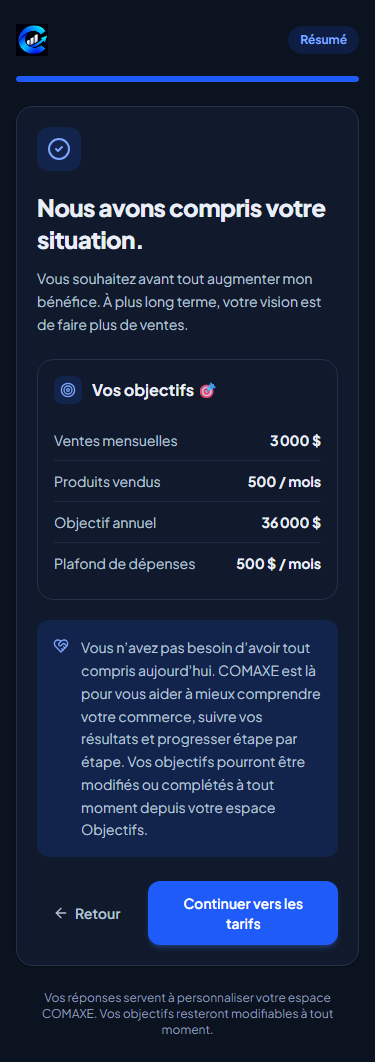 Résumé
Nous avons compris votre
situation.
Vous souhaitez avant tout augmenter mon
bénéfice. À plus long terme, votre vision est
de faire plus de ventes.
Vos objectifs 🎯
Ventes mensuelles 3 000 $
Produits vendus 500 / mois
Objectif annuel 36 000 $
Plafond de dépenses 500 $ / mois
Vous n’avez pas besoin d’avoir tout
compris aujourd’hui. COMAXE est là
pour vous aider à mieux comprendre
votre commerce, suivre vos
résultats et progresser étape par
étape. Vos objectifs pourront être
modifiés ou complétés à tout
moment depuis votre espace
Objectifs.
← Retour
Continuer vers les
tarifs
Vos réponses servent à personnaliser votre espace
COMAXE. Vos objectifs resteront modifiables à tout
moment.